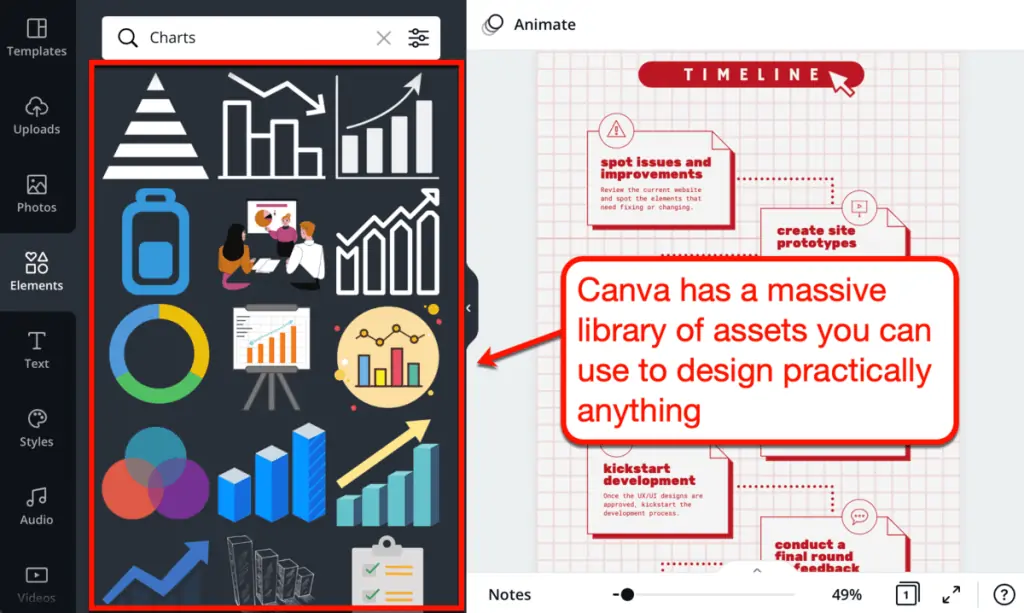 Templates
Uploads
Photos
Elements
Text
Styles
Audio
Videos
Charts
Animate
TIMELINE
spot issues and
improvements
Review the current website
and spot the elements that
need fixing or changing.
create site
prototypes
Canva has a massive
library of assets you can
use to design practically
anything
kickstart
development
Once the UX/UI designs are
approved, kickstart the
development process.
conduct a
final round
feedback
Notes
49%
1